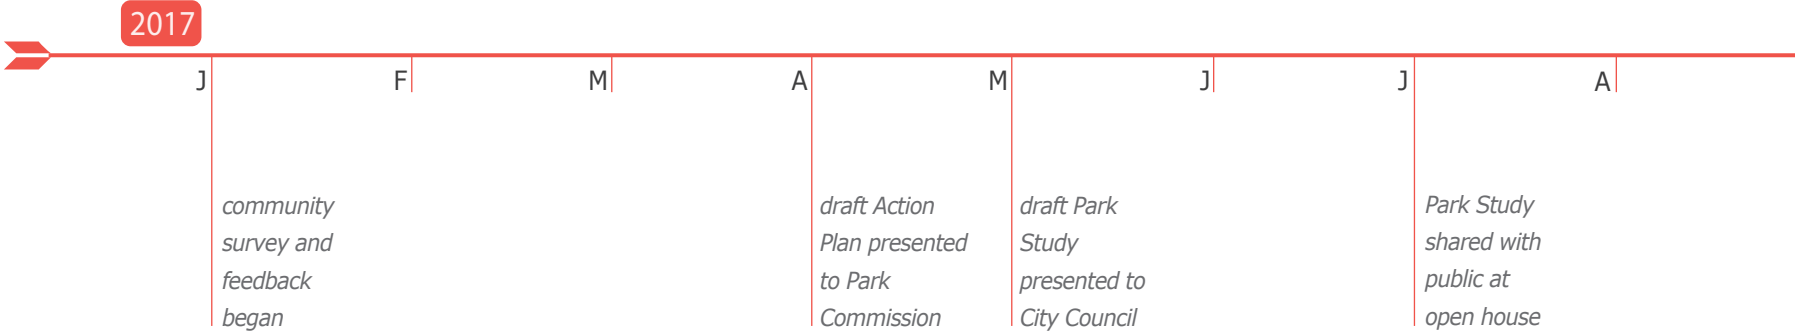 2017
J F M A M J J A
community
survey and
feedback
began
draft Action
Plan presented
to Park
Commission
draft Park
Study
presented to
City Council
Park Study
shared with
public at
open house